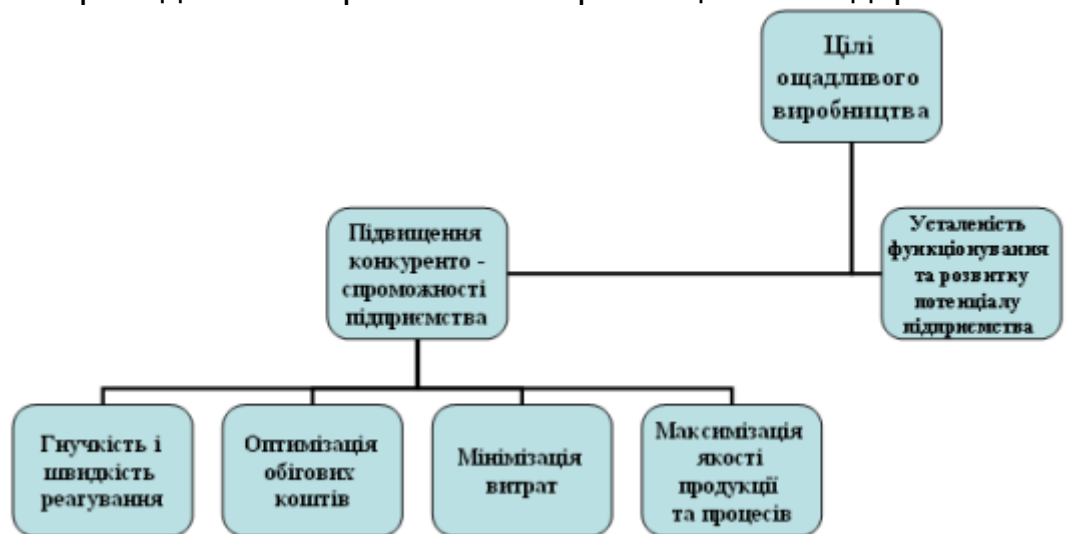 Цілі
ощадливого
виробництва
Підвищення
конкуренто -
спроможності
підприємства
Усталеність
функціонування
та розвитку
потенціалу
підприємства
Гнучкість і
швидкість
реагування
Оптимізація
обігових
коштів
Мінімізація
витрат
Максимізація
якості
продукції
та процесів